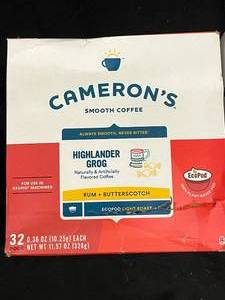 CAMERON'S
SMOOTH COFFEE
ALWAYS SMOOTH, NEVER BITTER
HIGHLANDER
GROG
Naturally & Artificially
Flavored Coffee
RUM + BUTTERSCOTCH
ECOPOD LIGHT ROAST
FOR USE IN
KEURIG MACHINES
EcoPod
32 0.36 OZ (10.25g) EACH
NET WT 11.57 OZ (328g)